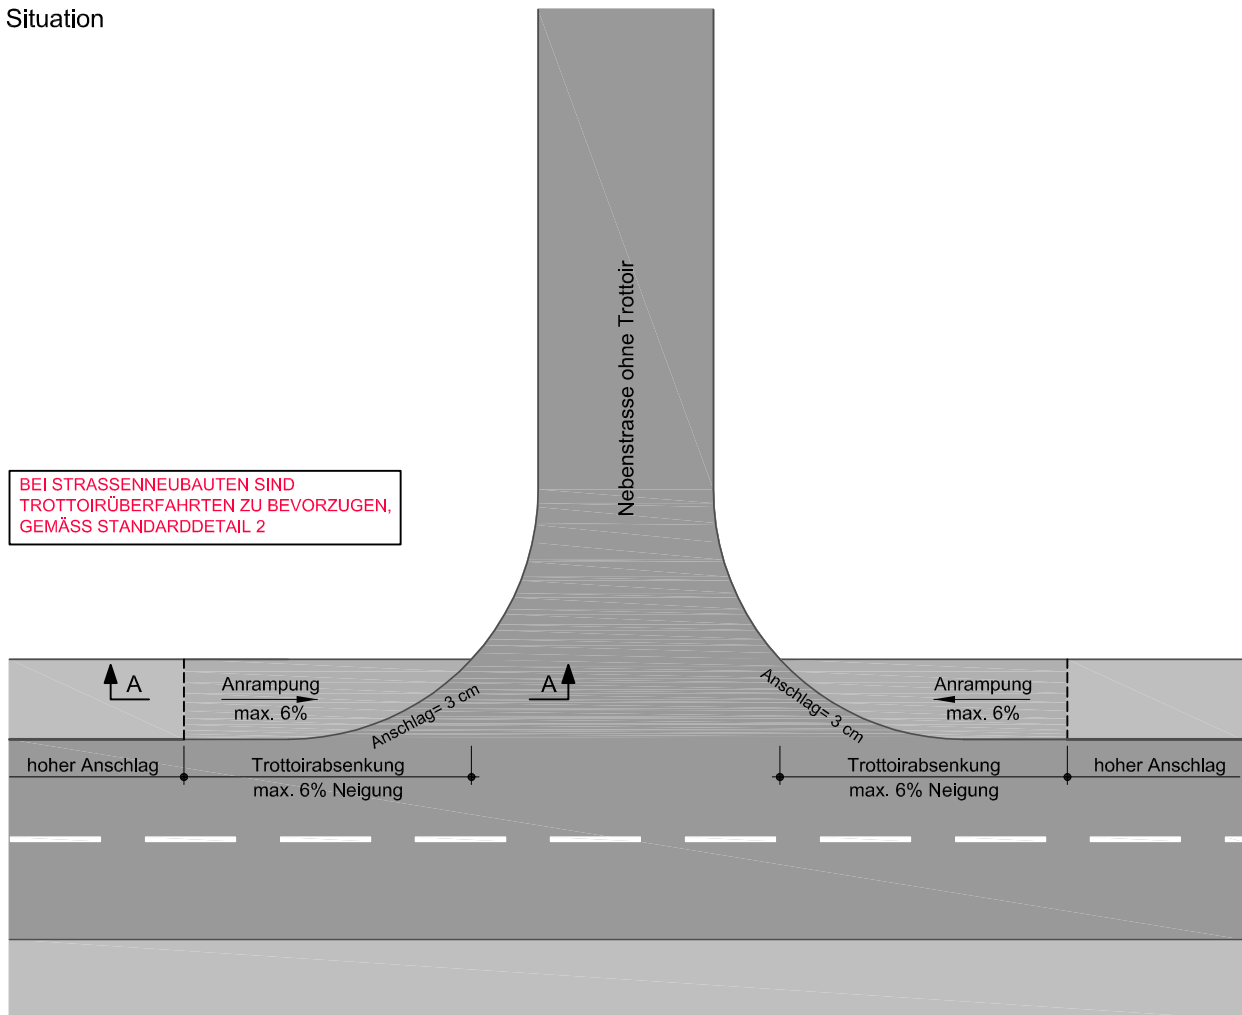 Situation
Nebenstrasse ohne Trottoir
BEI STRASSENNEUBAUTEN SIND
TROTTOIRÜBERFAHRTEN ZU BEVORZUGEN,
GEMÄSS STANDARDDETAIL 2
A
Anrampung
max. 6%
Anschlag= 3 cm
A
Anschlag= 3 cm
Anrampung
max. 6%
hoher Anschlag
Trottoirabsenkung
max. 6% Neigung
Trottoirabsenkung
max. 6% Neigung
hoher Anschlag